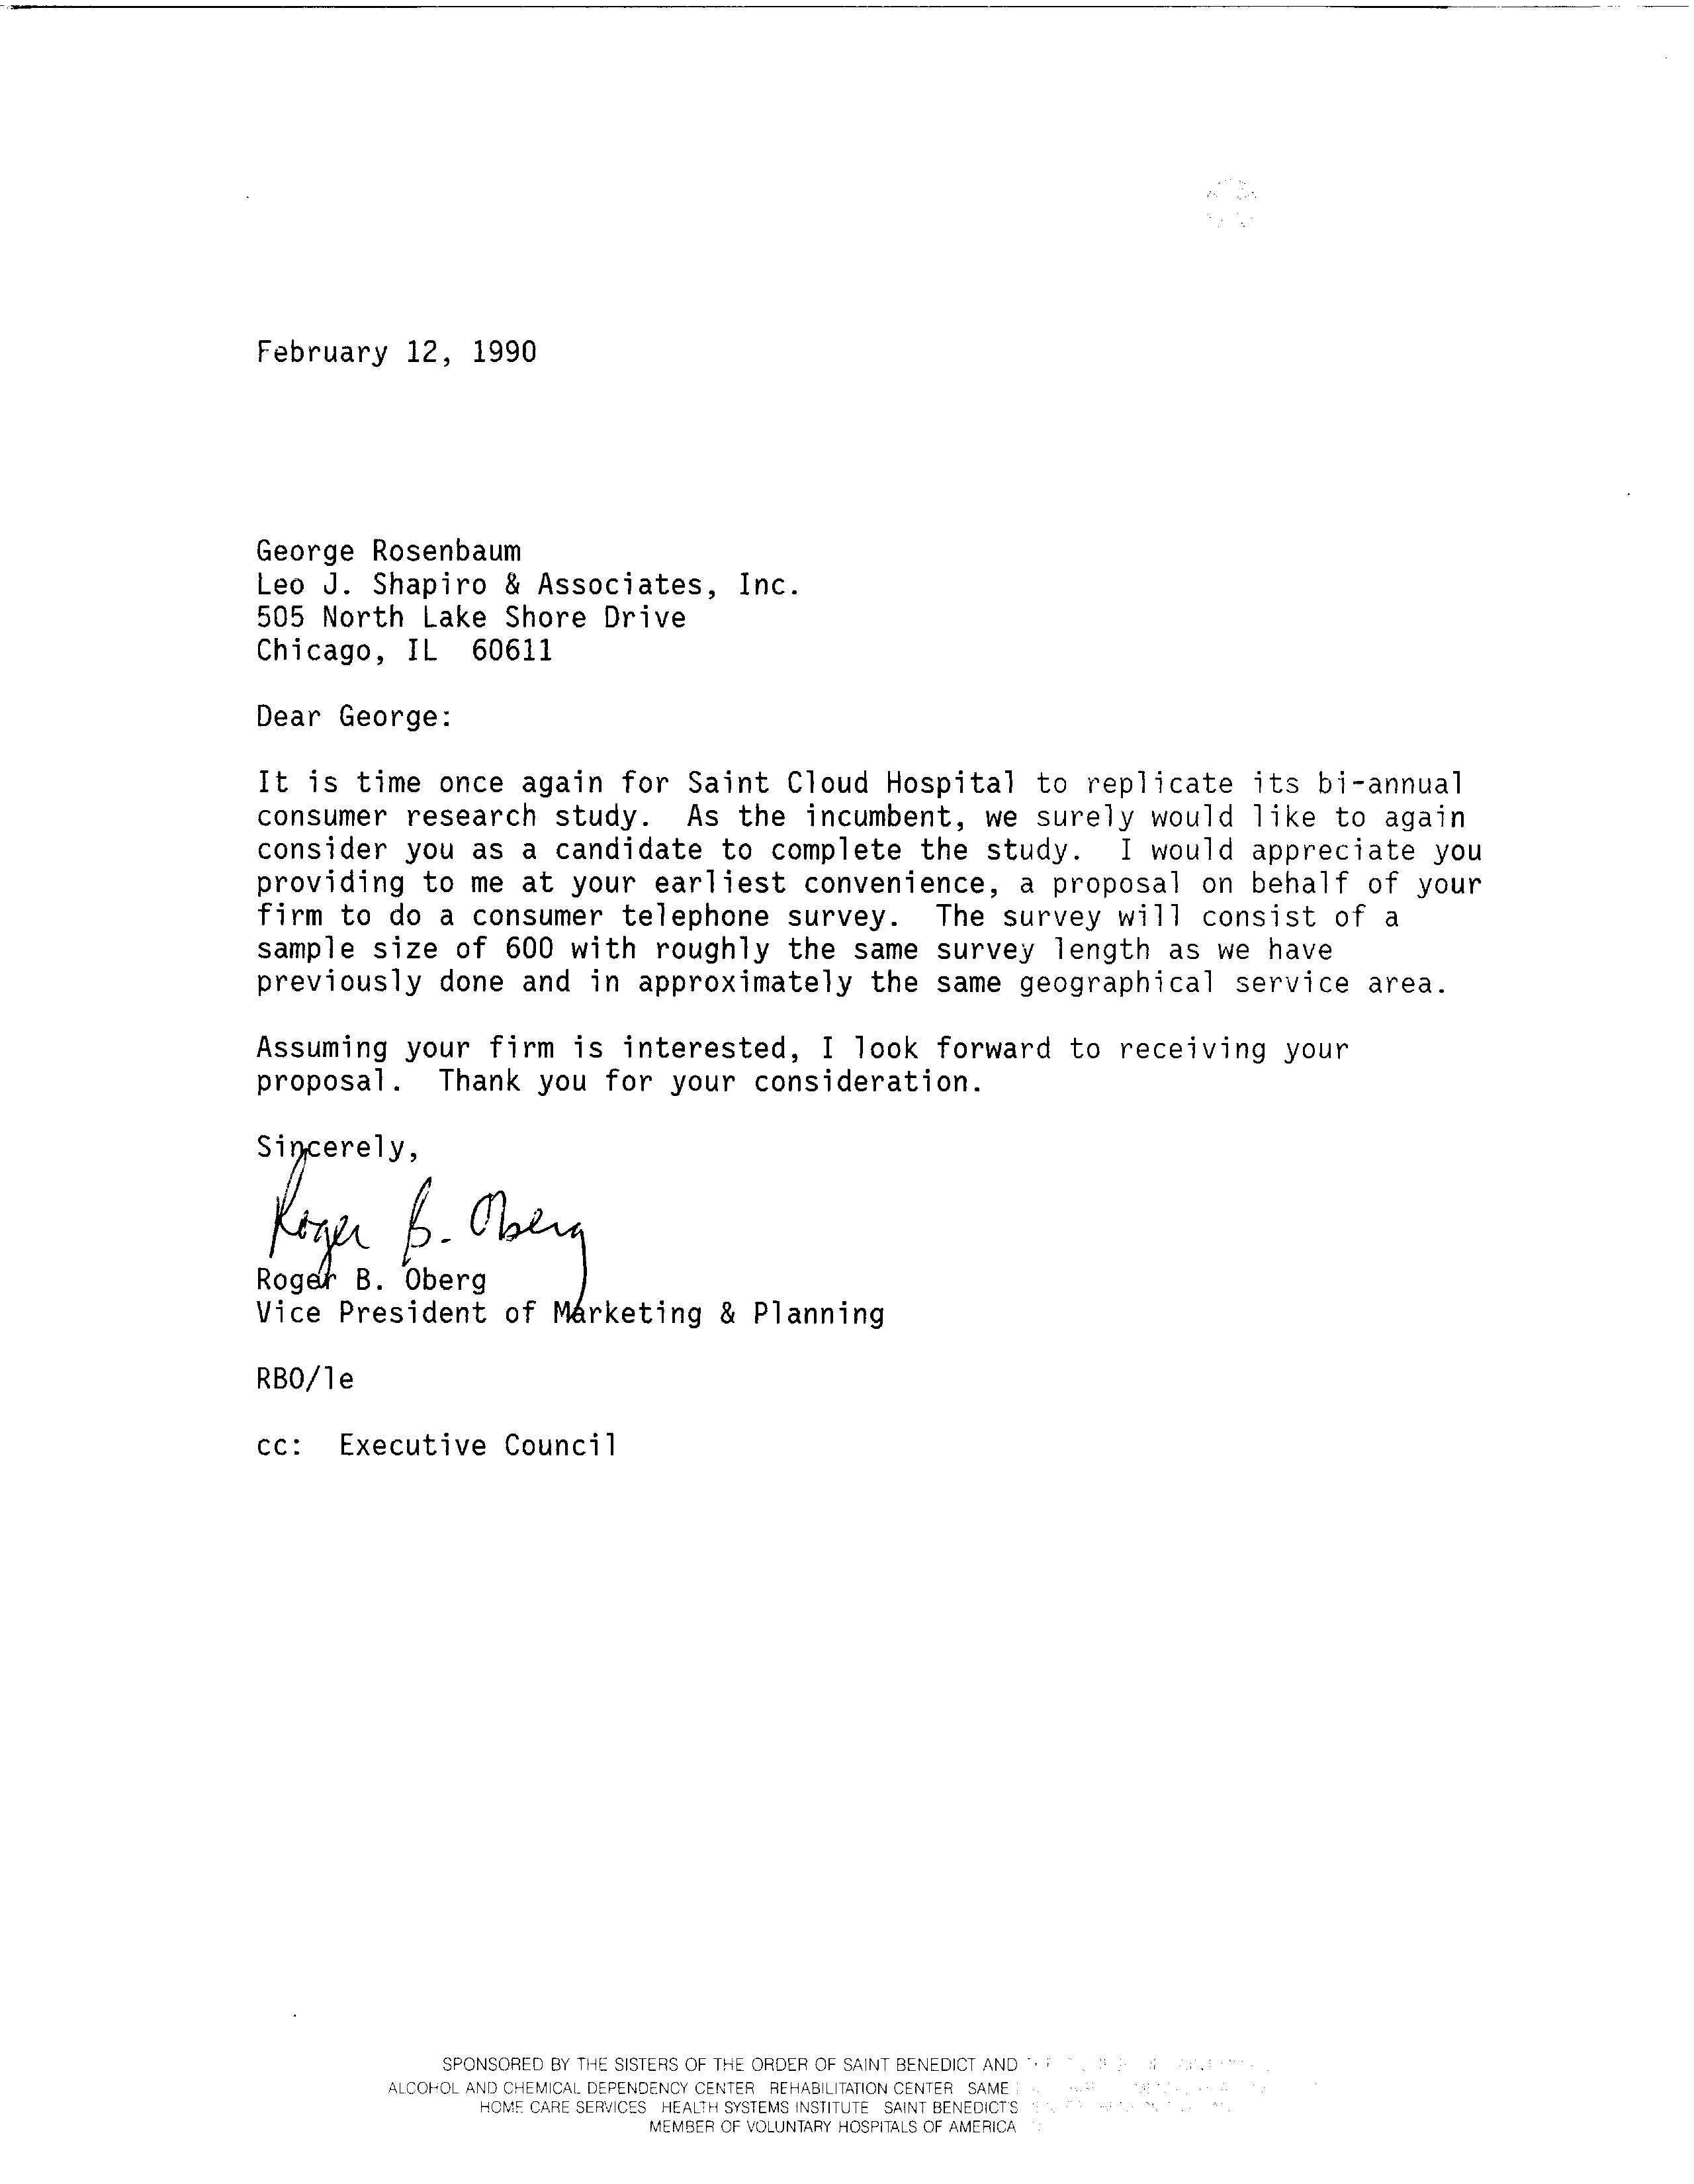 February 12, 1990
George Rosenbaum
Leo J. Shapiro & Associates, Inc.
505 North Lake Shore Drive
Chicago, IL  60611
Dear George:
It is time once again for Saint Cloud Hospital to replicate its bi-annual
consumer research study.  As the incumbent, we surely would like to again
consider you as a candidate to complete the study.  I would appreciate you
providing to me at your earliest convenience, a proposal on behalf of your
firm to do a consumer telephone survey.  The survey will consist of a
sample size of 600 with roughly the same survey length as we have
previously done and in approximately the same geographical service area.
Assuming your firm is interested, I look forward to receiving your
proposal.  Thank you for your consideration.
Sincerely,
Roger B. Oberg
Roger B. Oberg
Vice President of Marketing & Planning
RBO/le
cc:  Executive Council
SPONSORED BY THE SISTERS OF THE ORDER OF SAINT BENEDICT AND
ALCOHOL AND CHEMICAL DEPENDENCY CENTER  REHABILITATION CENTER  SAME
HOME CARE SERVICES  HEALTH SYSTEMS INSTITUTE  SAINT BENEDICT'S
MEMBER OF VOLUNTARY HOSPITALS OF AMERICA